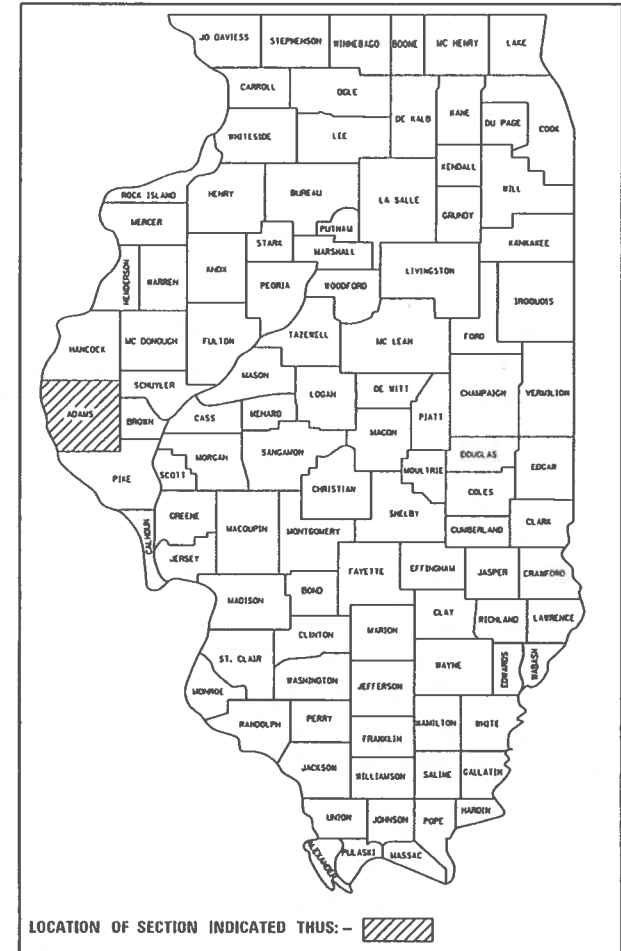 JO DAVIESS STEPHENSON WINNEBAGO BOONE MC HENRY LAKE
CARROLL OGLE DE KALB KANE DU PAGE COOK
WHITESIDE LEE
KENDALL WILL
ROCK ISLAND HENRY BUREAU LA SALLE GRUNDY
MERCER PUTNAM
STARK MARSHALL KANKAKEE
HENDERSON WARREN KNOX PEORIA WOODFORD LIVINGSTON IROQUOIS
HANCOCK MC DONOUGH FULTON TAZEWELL MC LEAN FORD
MASON
SCHUYLER LOGAN DE WITT CHAMPAIGN VERMILION
ADAMS BROWN CASS MENARD PIATT
MACON
MORGAN SANGAMON DOUGLAS EDGAR
PIKE SCOTT CHRISTIAN MOULTRIE COLES
GREENE MACOUPIN MONTGOMERY SHELBY CUMBERLAND CLARK
CALHOUN JERSEY
FAYETTE EFFINGHAM JASPER CRAWFORD
MADISON BOND
CLAY RICHLAND LAWRENCE
CLINTON MARION
ST. CLAIR WAYNE EDWARDS WABASH
MONROE WASHINGTON JEFFERSON
RANDOLPH PERRY HAMILTON WHITE
FRANKLIN
JACKSON WILLIAMSON SALINE GALLATIN
UNION JOHNSON POPE HARDIN
ALEXANDER PULASKI MASSAC
LOCATION OF SECTION INDICATED THUS: -